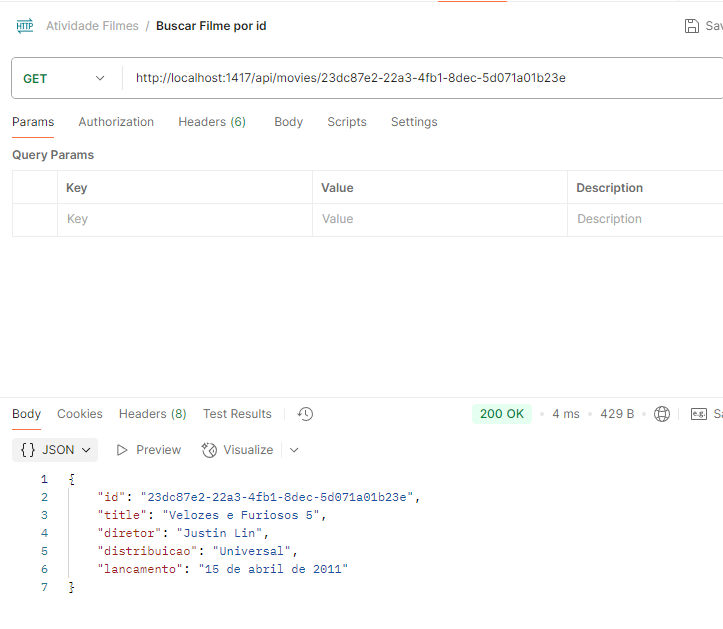 HTTP Atividade Filmes / Buscar Filme por id Sav
GET http://localhost:1417/api/movies/23dc87e2-22a3-4fb1-8dec-5d071a01b23e
Params Authorization Headers (6) Body Scripts Settings
Query Params
Key Value Description
Key Value Description
Body Cookies Headers (8) Test Results 200 OK • 4 ms • 429 B • e.g. Sa
{} JSON Preview Visualize
1 {
2 "id": "23dc87e2-22a3-4fb1-8dec-5d071a01b23e",
3 "title": "Velozes e Furiosos 5",
4 "diretor": "Justin Lin",
5 "distribuicao": "Universal",
6 "lancamento": "15 de abril de 2011"
7 }